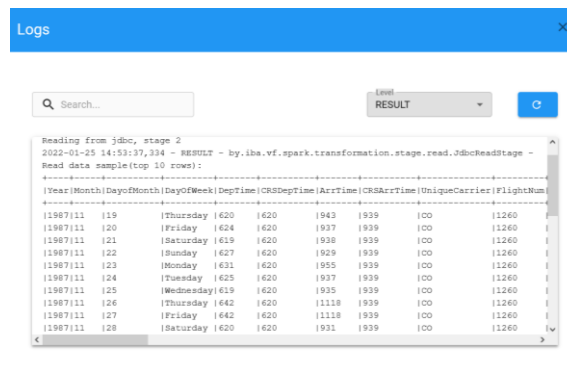 Logs
Search...
Level
RESULT
Reading from jdbc, stage 2
2022-01-25 14:53:37,334 - RESULT - by.iba.vf.spark.transformation.stage.read.JdbcReadStage -
Read data sample(top 10 rows):
|Year|Month|DayofMonth|DayOfWeek|DepTime|CRSDepTime|ArrTime|CRSArrTime|UniqueCarrier|FlightNum|
|1987|11 |19 |Thursday |620 |620 |943 |939 |CO |1260 |
|1987|11 |20 |Friday |624 |620 |937 |939 |CO |1260 |
|1987|11 |21 |Saturday |619 |620 |938 |939 |CO |1260 |
|1987|11 |22 |Sunday |627 |620 |929 |939 |CO |1260 |
|1987|11 |23 |Monday |631 |620 |955 |939 |CO |1260 |
|1987|11 |24 |Tuesday |625 |620 |937 |939 |CO |1260 |
|1987|11 |25 |Wednesday|619 |620 |935 |939 |CO |1260 |
|1987|11 |26 |Thursday |642 |620 |1118 |939 |CO |1260 |
|1987|11 |27 |Friday |642 |620 |1118 |939 |CO |1260 |
|1987|11 |28 |Saturday |620 |620 |931 |939 |CO |1260 |